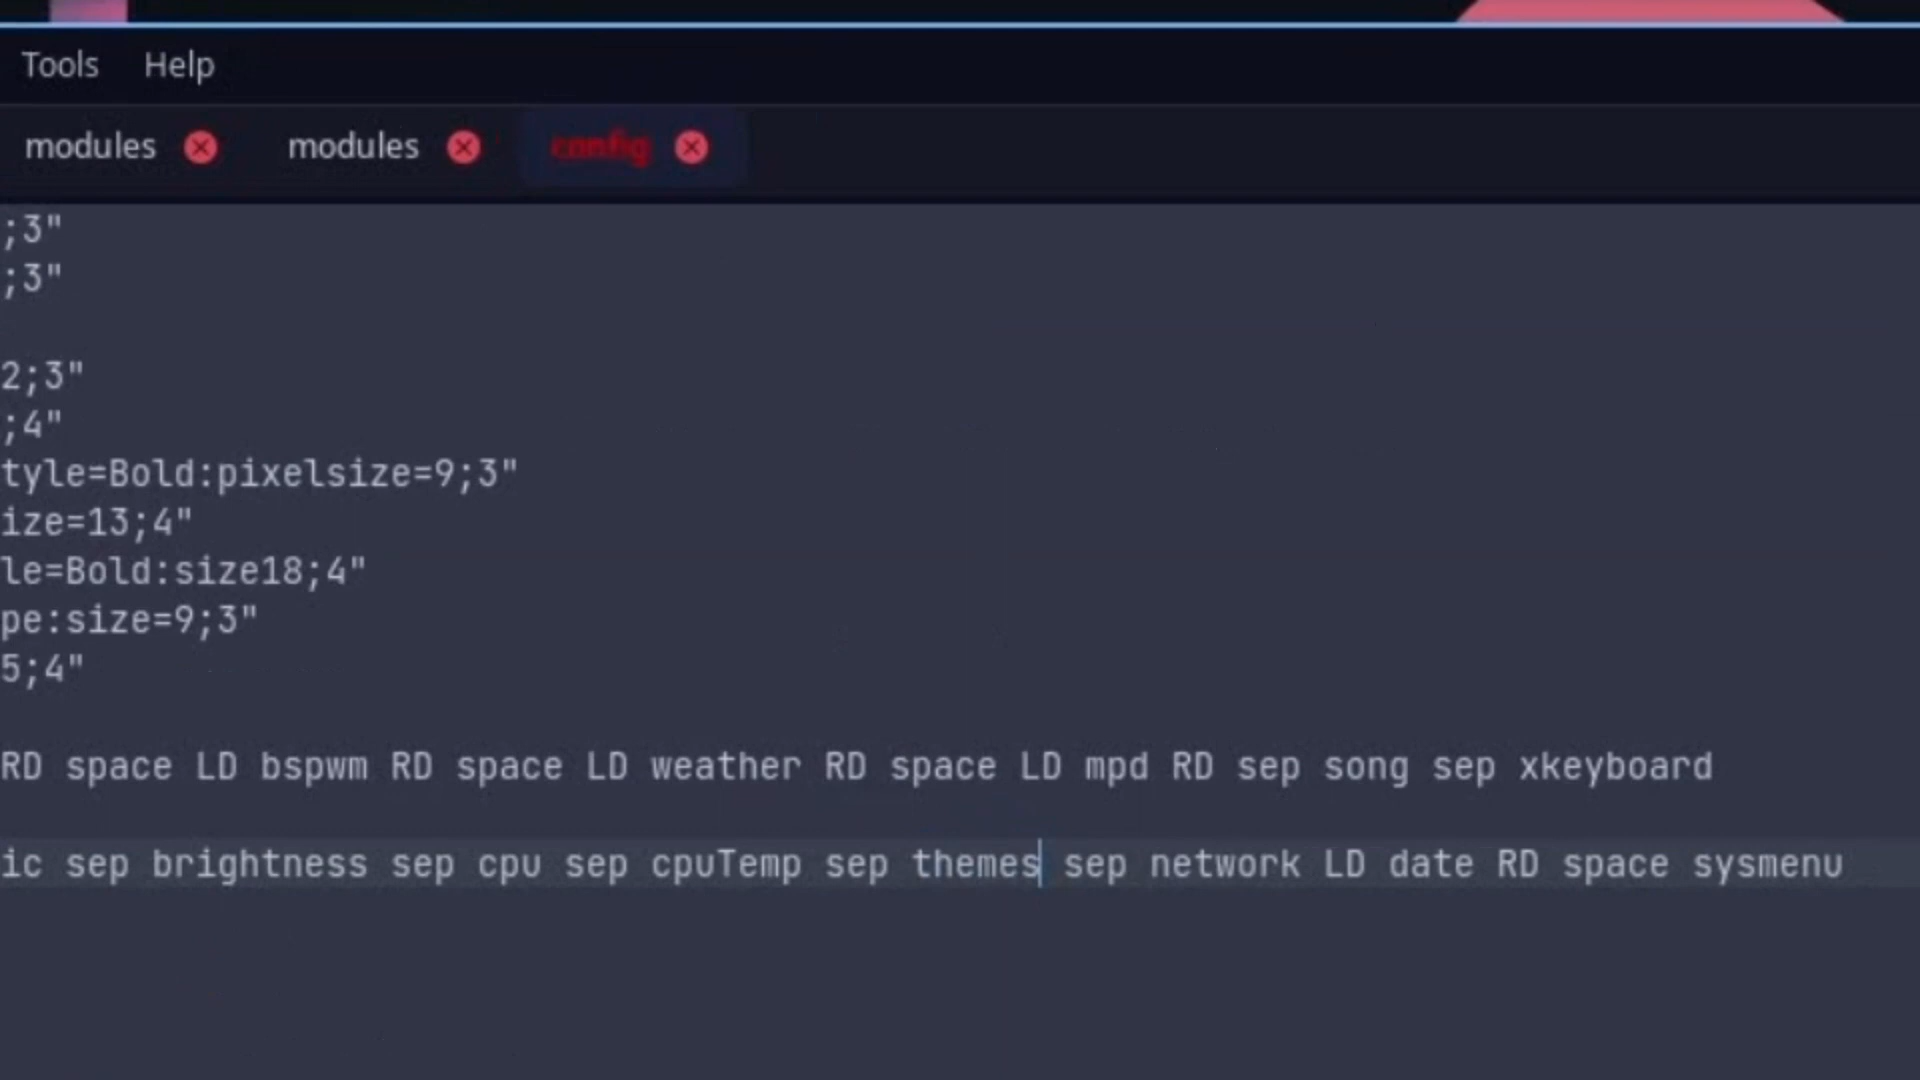 Tools Help
modules modules config
;3"
;3"
2;3"
;4"
tyle=Bold:pixelsize=9;3"
ize=13;4"
le=Bold:size18;4"
pe:size=9;3"
5;4"
RD space LD bspwm RD space LD weather RD space LD mpd RD sep song sep xkeyboard
ic sep brightness sep cpu sep cpuTemp sep themes sep network LD date RD space sysmenu